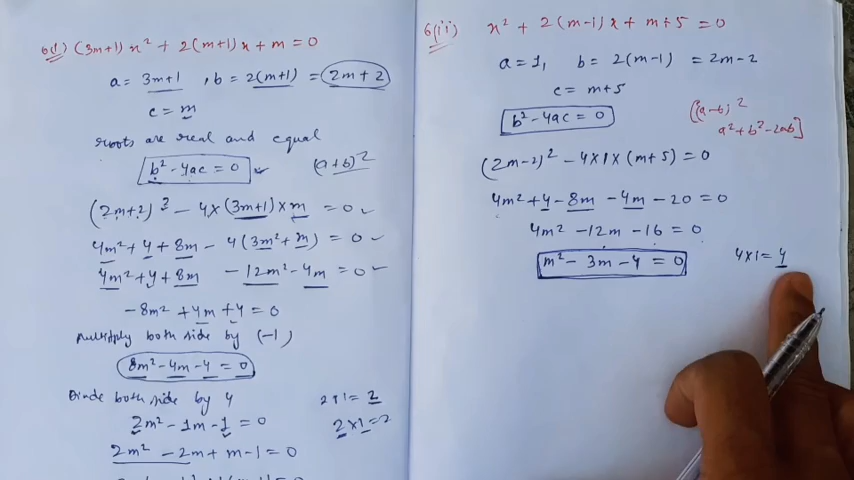 6(i) (3m+1) x² + 2(m+1)x + m = 0
a = 3m+1 , b = 2(m+1) = 2m+2
c = m
roots are real and equal
b² - 4ac = 0 (a+b)²
(2m+2)² - 4×(3m+1)×m = 0
4m²+4+8m - 4(3m²+m) = 0
4m²+4+8m -12m²-4m = 0
-8m²+4m+4 = 0
multiply both side by (-1)
8m²-4m-4 = 0
Divide both side by 4
2×1 = 2
2m²-1m-1 = 0
2×1=2
2m²-2m+m-1=0
6(ii) x² + 2(m-1)x + m+5 = 0
a=1, b = 2(m-1) = 2m-2
c = m+5
b²-4ac = 0
[(a-b)²
a²+b²-2ab]
(2m-2)² -4×1×(m+5) = 0
4m²+4-8m -4m -20 = 0
4m² -12m -16 = 0
m² - 3m - 4 = 0
4×1=4